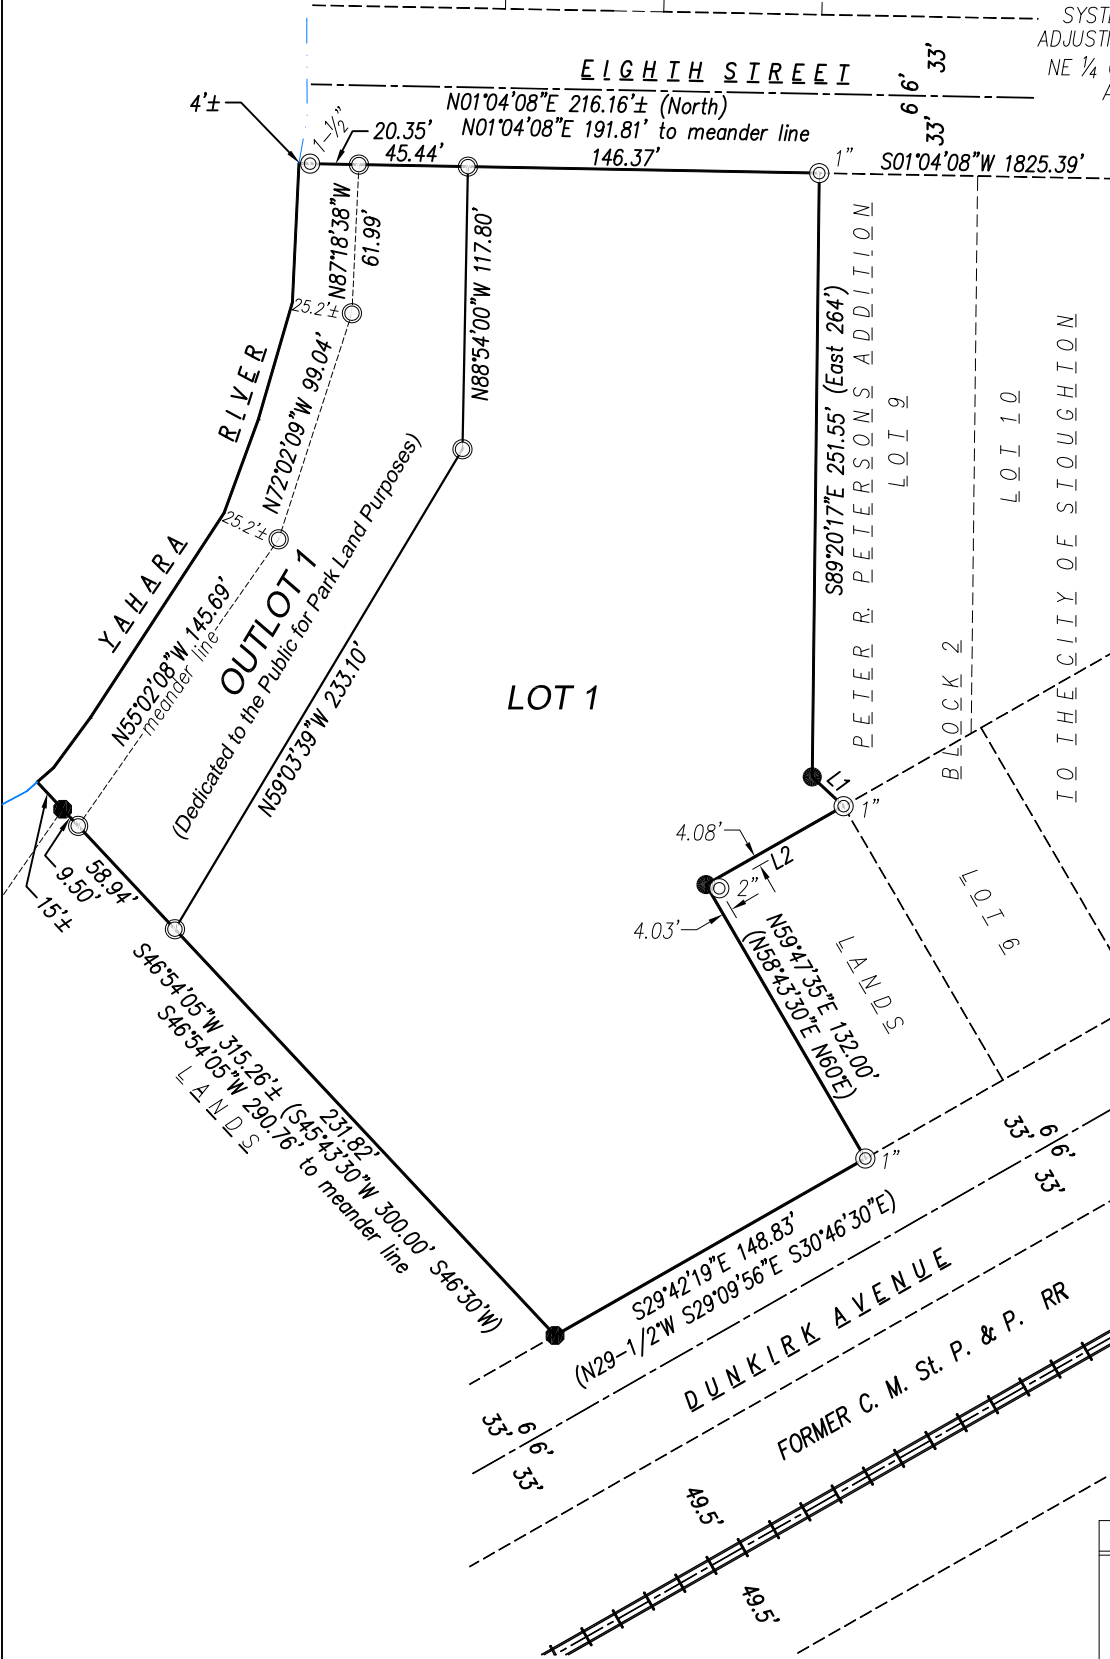 SYST
ADJUSTI
NE ¼
EIGHTH STREET
33'
66'
33'
N01°04'08"E 216.16'± (North)
N01°04'08"E 191.81' to meander line
4'±
1-½"
20.35'
45.44'
146.37'
1"
S01°04'08"W 1825.39'
N87°18'38"W
61.99'
25.2'±
N88°54'00"W 117.80'
S89°20'17"E 251.55' (East 264')
PETER R. PETERSONS ADDITION
LOT 9
LOT 10
BLOCK 2
TO THE CITY OF STOUGHTON
YAHARA RIVER
N72°02'09"W 99.04'
25.2'±
N55°02'08"W 145.69'
meander line
OUTLOT 1
(Dedicated to the Public for Park Land Purposes)
N59°03'39"W 233.10'
LOT 1
L1
1"
4.08'
L2
2"
4.03'
N59°47'35"E 132.00'
(N58°43'30"E N60°E)
LANDS
LOT 6
58.94'
9.50'
15'±
S46°54'05"W 315.26'± (S45°43'30"W 300.00' S46°30'W)
S46°54'05"W 290.76' to meander line
231.82'
LANDS
1"
S29°42'19"E 148.83'
(N29-1/2°W S29°09'56"E S30°46'30"E)
33'
66'
33'
DUNKIRK AVENUE
33'
66'
33'
FORMER C. M. St. P. & P. RR
49.5'
49.5'